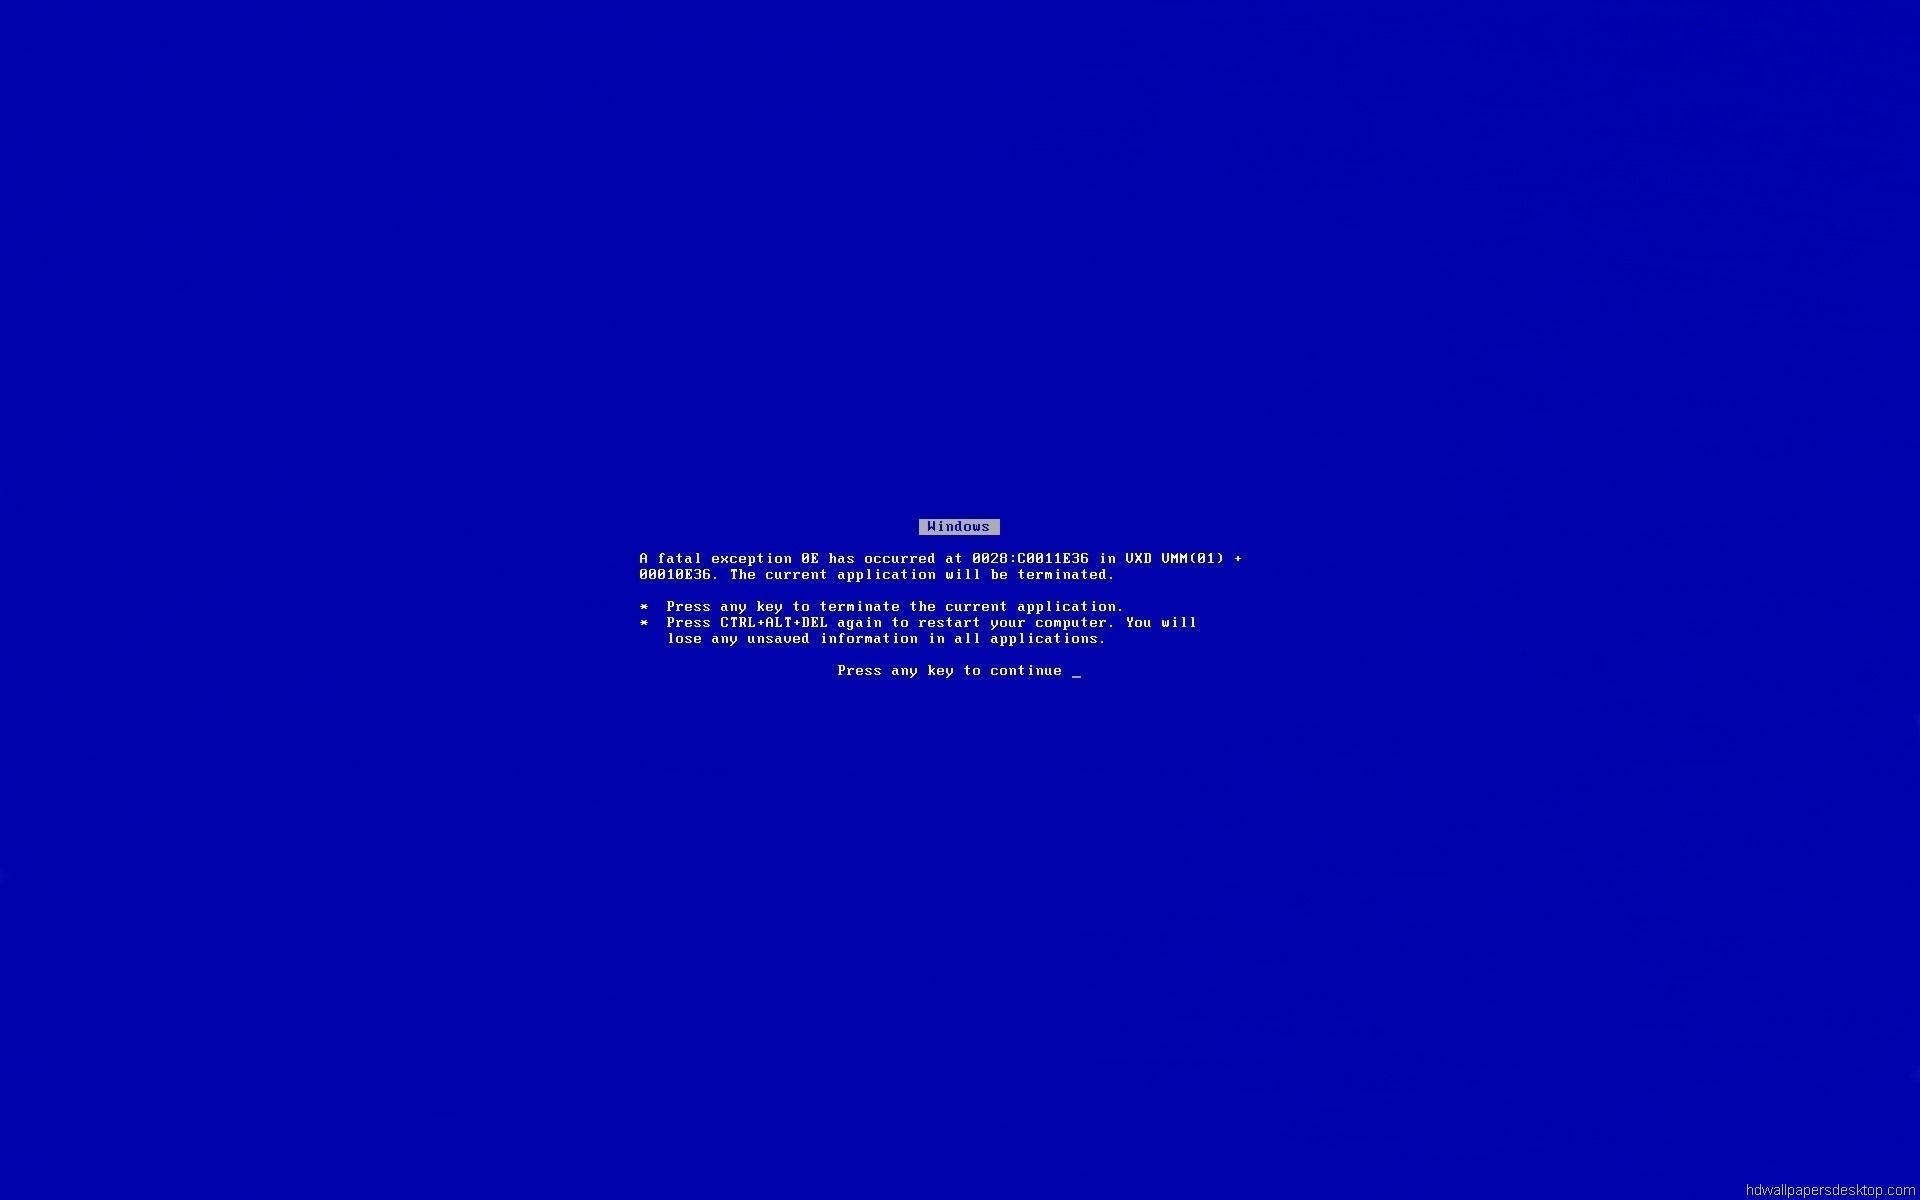 Windows
A fatal exception 0E has occurred at 0028:C0011E36 in VXD VMM(01) +
00010E36. The current application will be terminated.
*  Press any key to terminate the current application.
*  Press CTRL+ALT+DEL again to restart your computer. You will
lose any unsaved information in all applications.
Press any key to continue _
hdwallpapersdesktop.com